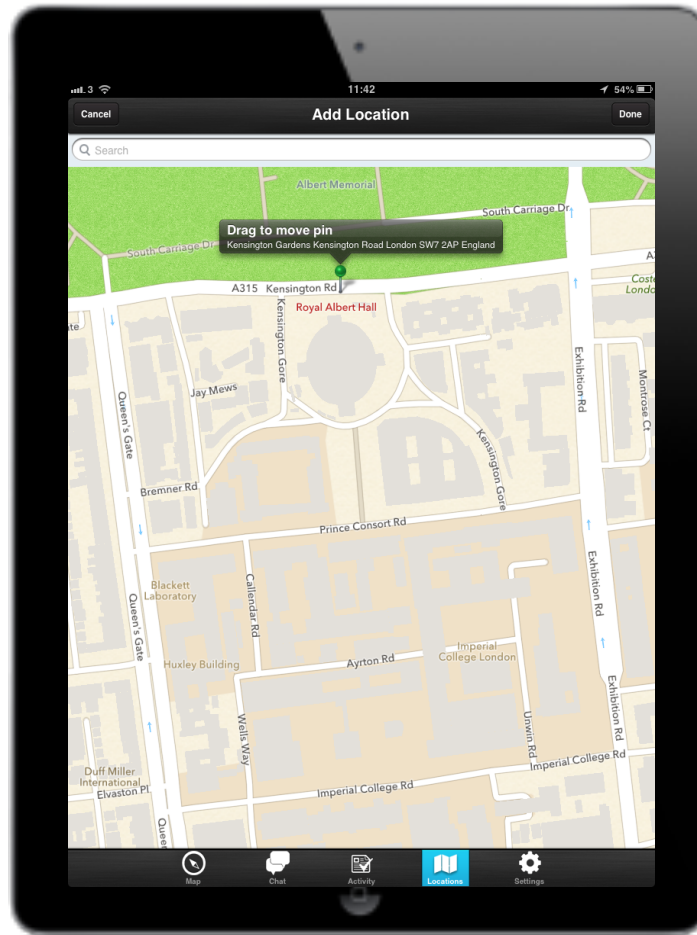 3
11:42
54%
Cancel
Add Location
Done
Search
Albert Memorial
South Carriage Dr
South Carriage Dr
Drag to move pin
Kensington Gardens Kensington Road London SW7 2AP England
A315 Kensington Rd
Royal Albert Hall
Kensington Gore
Jay Mews
Queen's Gate
Exhibition Rd
Montrose Ct
Kensington Gore
Bremner Rd
Prince Consort Rd
Blackett
Laboratory
Callendar Rd
Exhibition Rd
Queen's Gate
Huxley Building
Ayrton Rd
Imperial
College London
Exhibition Rd
Wells Way
Unwin Rd
Imperial College Rd
Duff Miller
International
Elvaston Pl
Imperial College Rd
Map
Chat
Activity
Locations
Settings